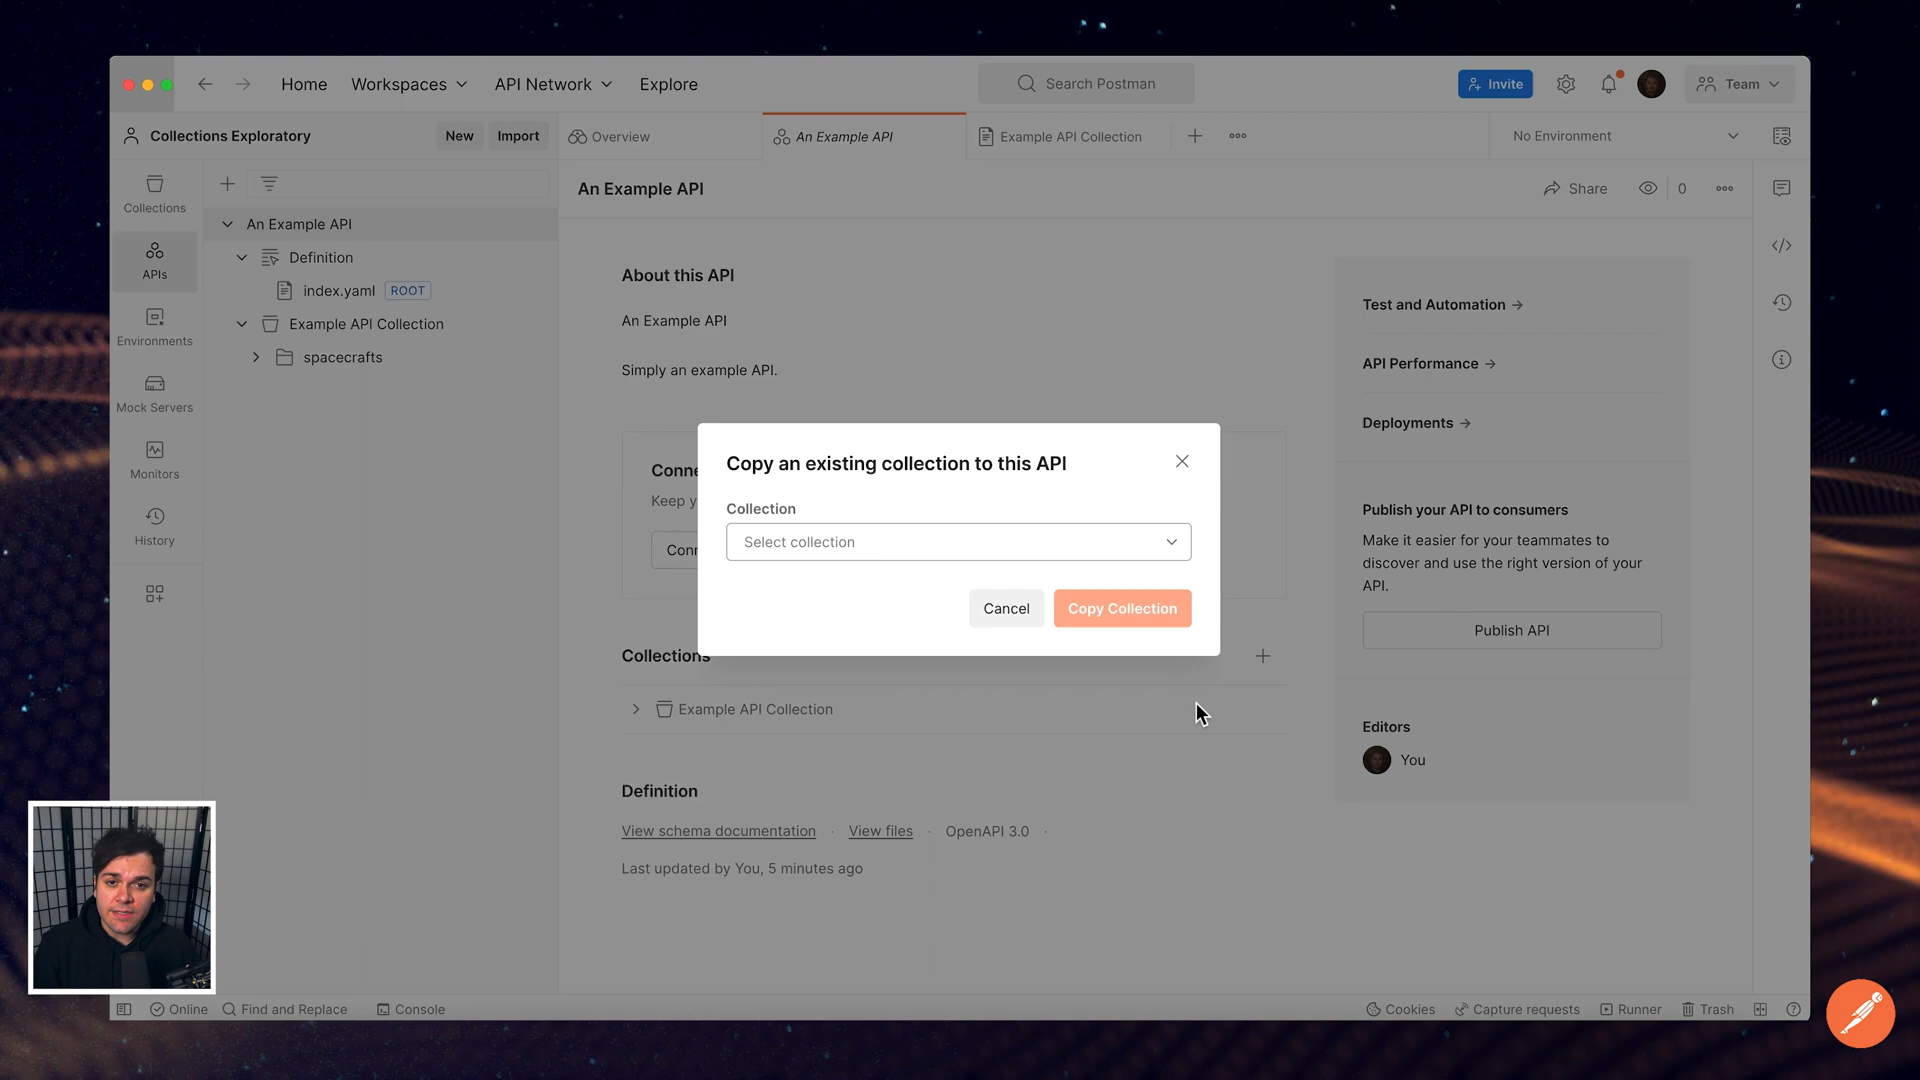 Home
Workspaces
API Network
Explore
Search Postman
Invite
Team
Collections Exploratory
New
Import
Overview
An Example API
Example API Collection
No Environment
Collections
APIs
Environments
Mock Servers
Monitors
History
An Example API
Definition
index.yaml ROOT
Example API Collection
spacecrafts
An Example API
Share
0
About this API
An Example API
Simply an example API.
Conne
Keep y
Conn
Copy an existing collection to this API
Collection
Select collection
Cancel
Copy Collection
Collections
Example API Collection
Definition
View schema documentation · View files · OpenAPI 3.0 ·
Last updated by You, 5 minutes ago
Test and Automation →
API Performance →
Deployments →
Publish your API to consumers
Make it easier for your teammates to
discover and use the right version of your
API.
Publish API
Editors
You
Online
Find and Replace
Console
Cookies
Capture requests
Runner
Trash